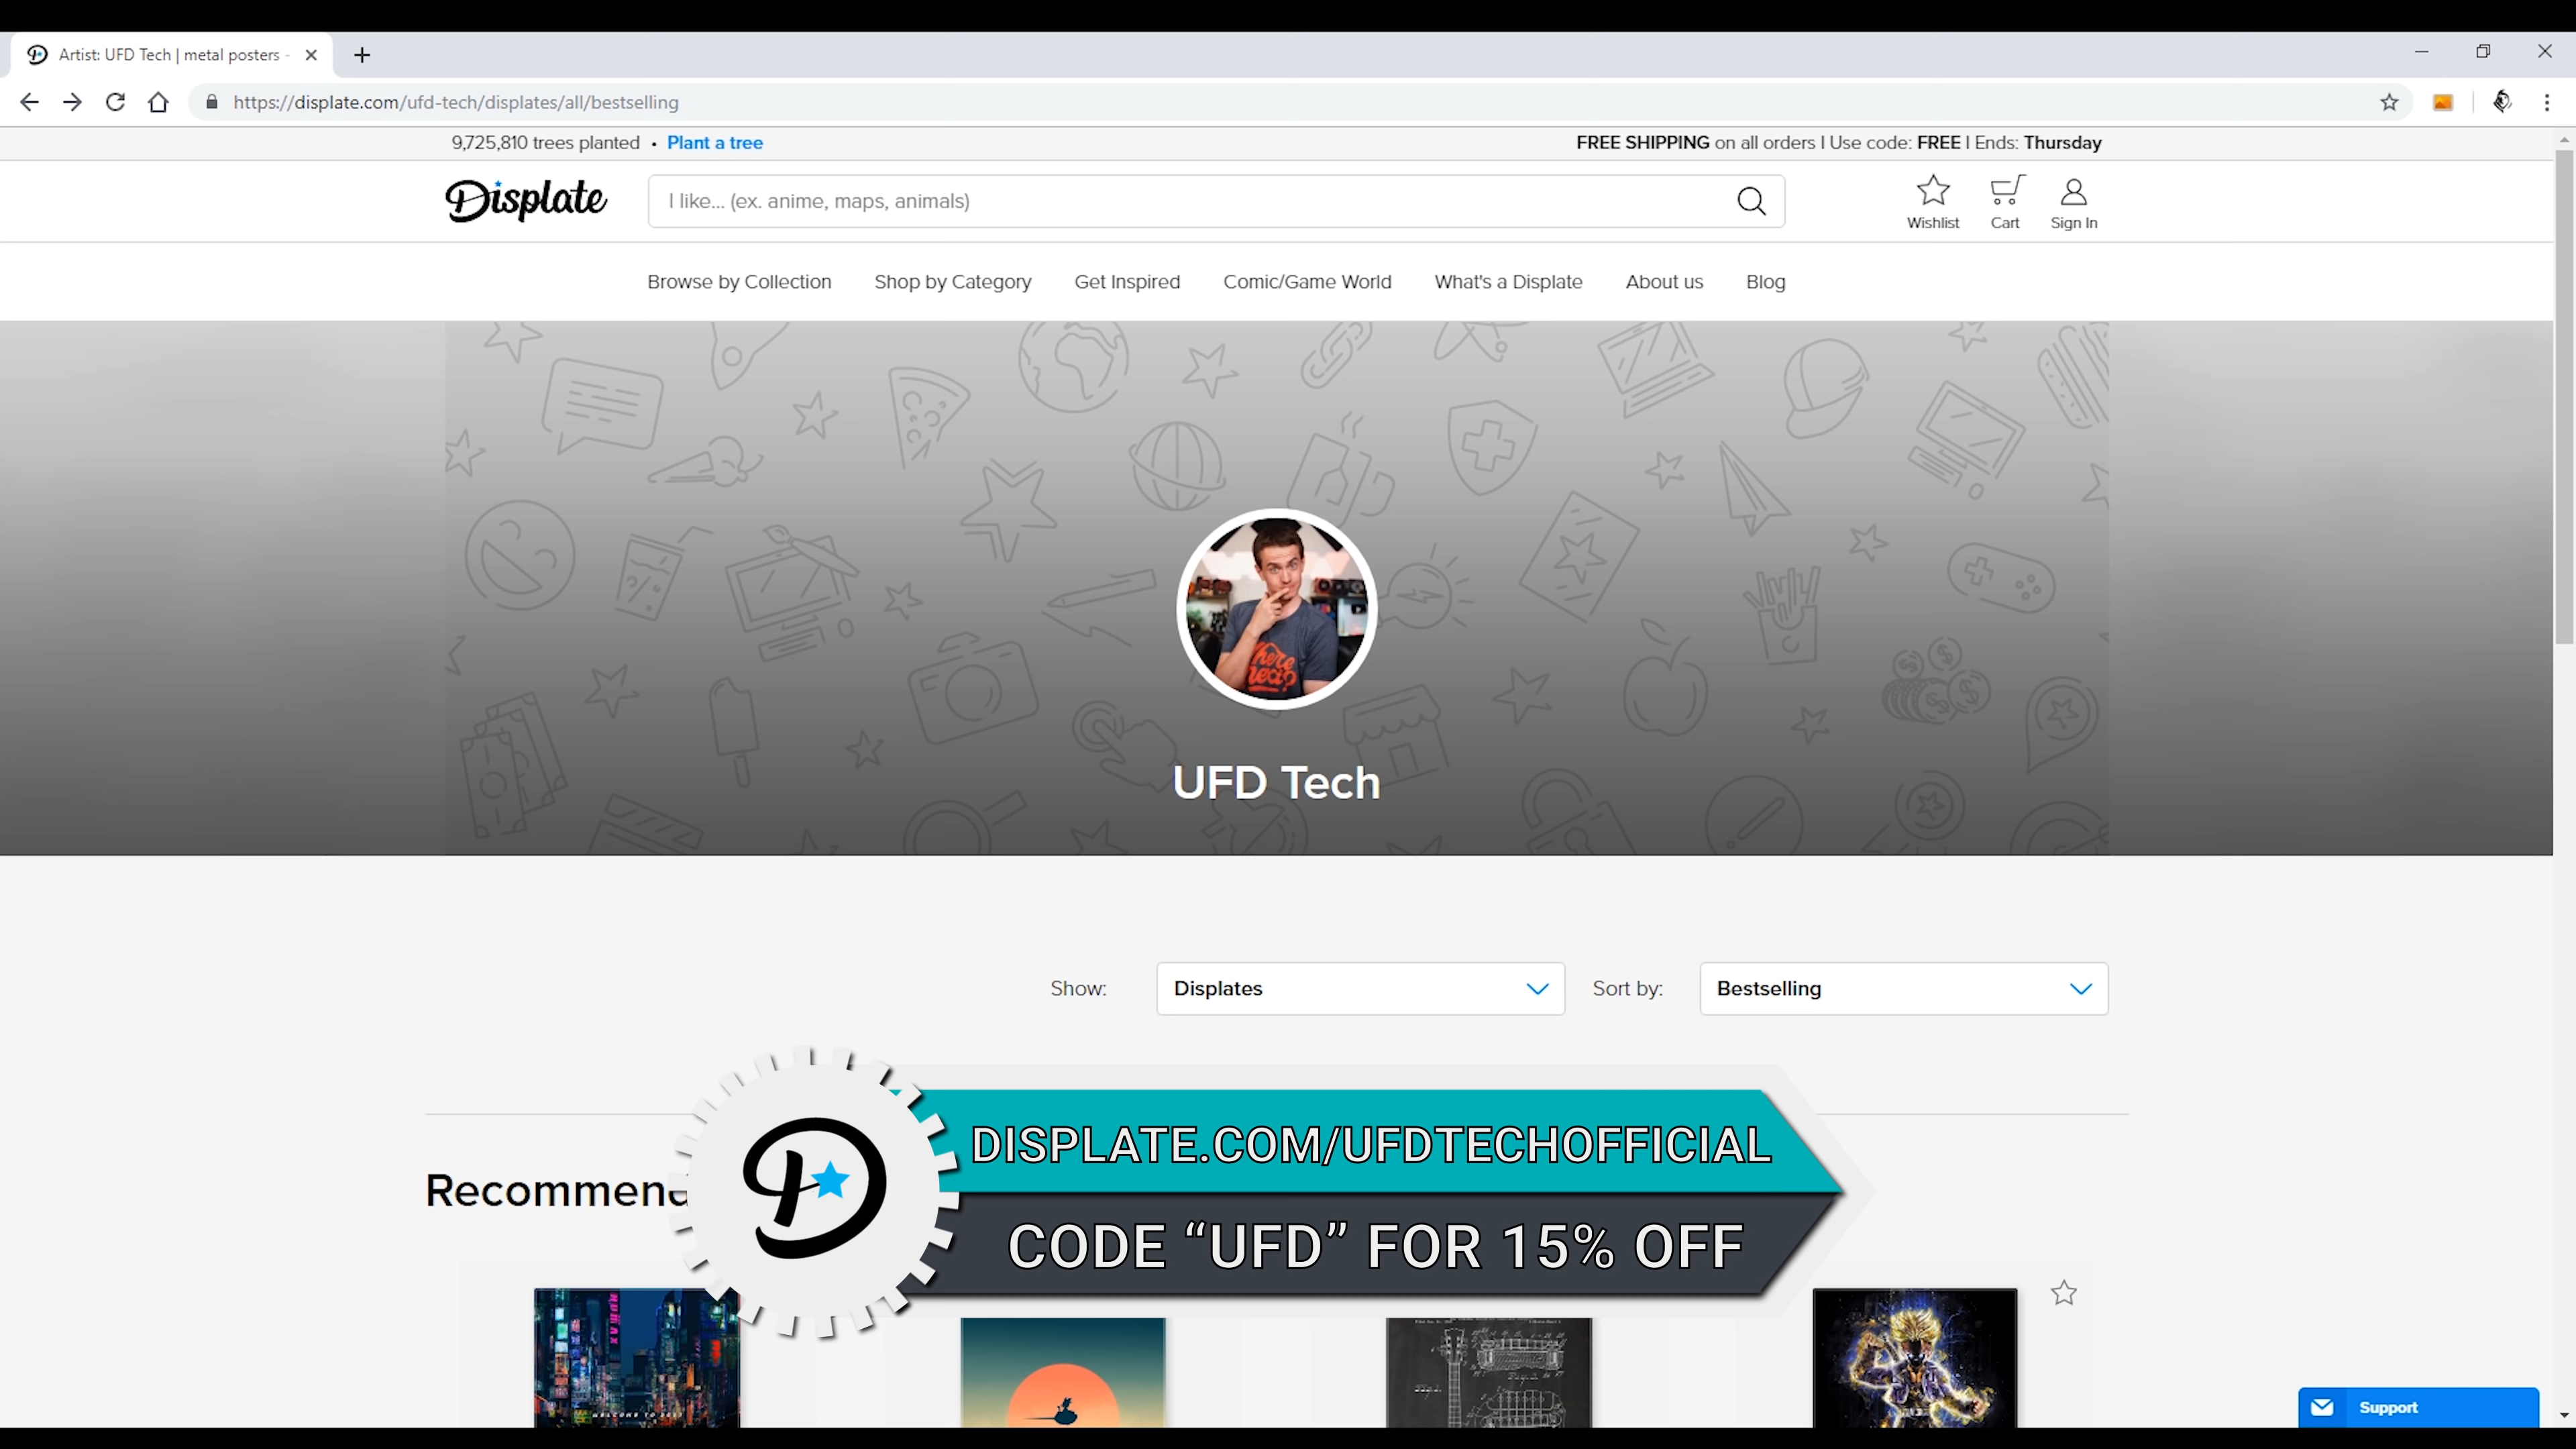 Artist: UFD Tech | metal posters -
https://displate.com/ufd-tech/displates/all/bestselling
9,725,810 trees planted • Plant a tree
FREE SHIPPING on all orders | Use code: FREE | Ends: Thursday
Displate
I like... (ex. anime, maps, animals)
Wishlist
Cart
Sign In
Browse by Collection
Shop by Category
Get Inspired
Comic/Game World
What's a Displate
About us
Blog
UFD Tech
Show:
Displates
Sort by:
Bestselling
DISPLATE.COM/UFDTECHOFFICIAL
Recommen
CODE “UFD” FOR 15% OFF
Support